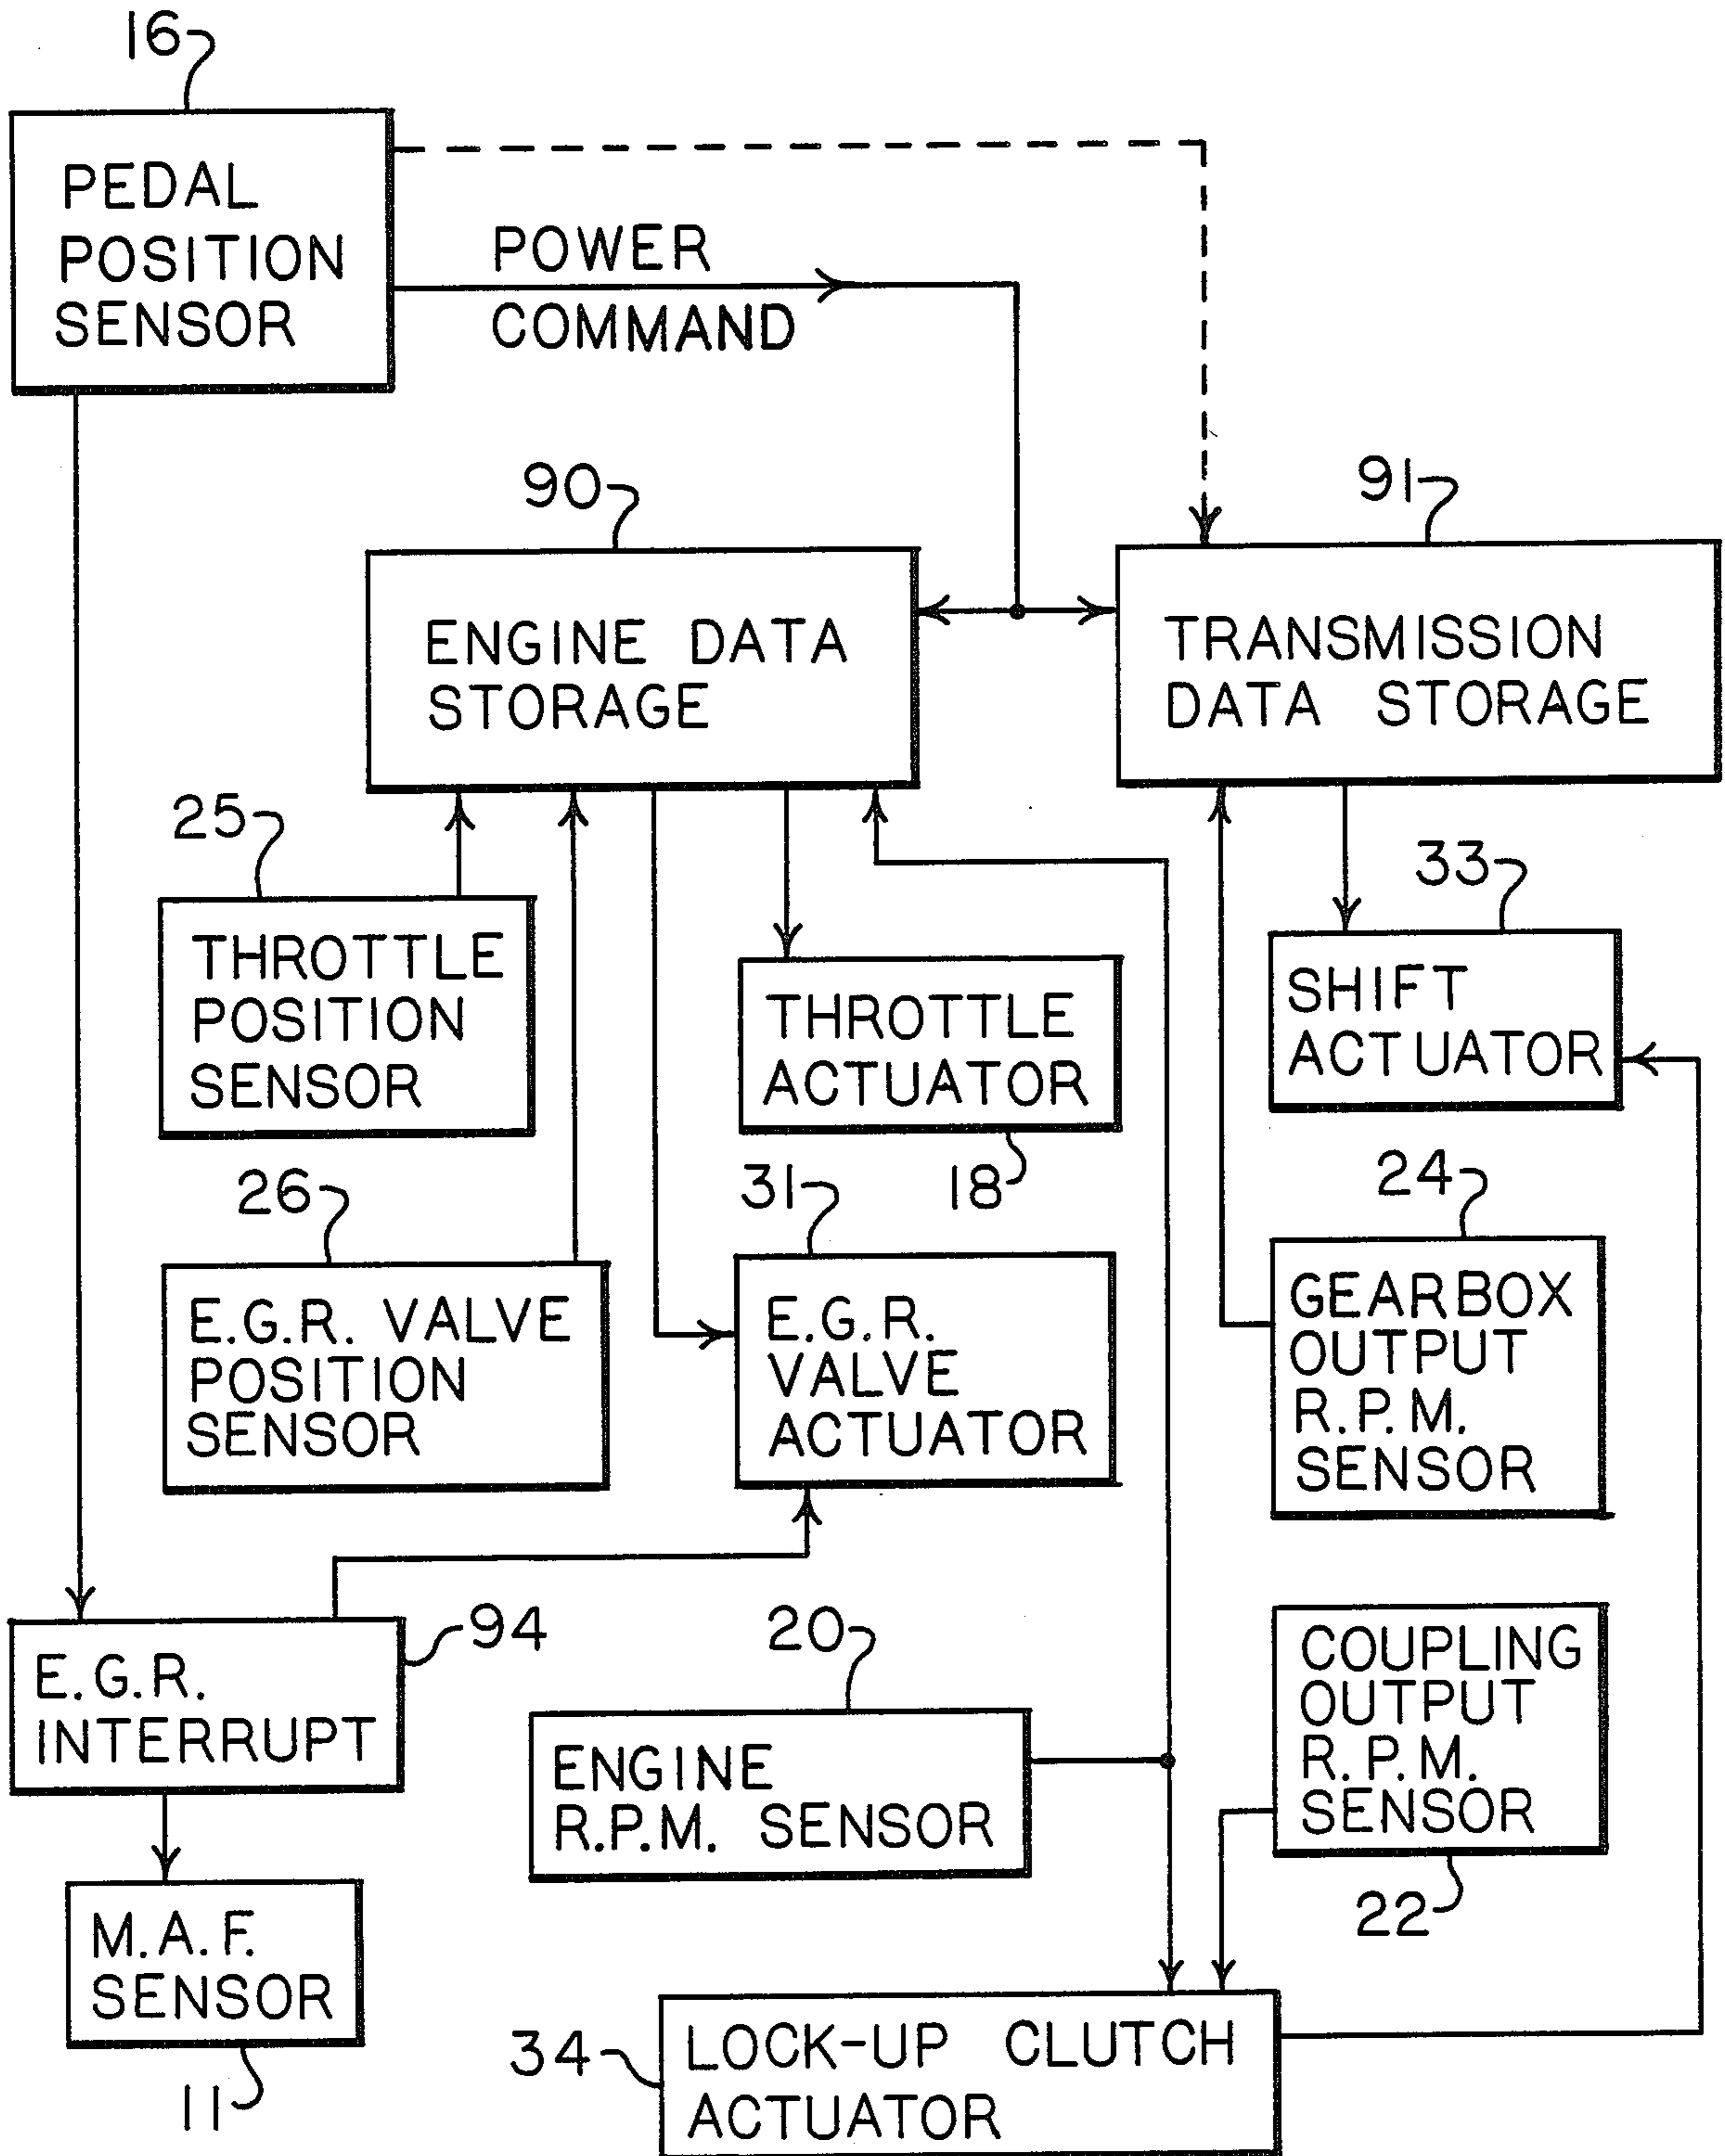 16
PEDAL
POSITION
SENSOR
POWER
COMMAND
90
91
ENGINE DATA
STORAGE
TRANSMISSION
DATA STORAGE
25
33
THROTTLE
POSITION
SENSOR
THROTTLE
ACTUATOR
18
SHIFT
ACTUATOR
26
31
24
E.G.R. VALVE
POSITION
SENSOR
E.G.R.
VALVE
ACTUATOR
GEARBOX
OUTPUT
R.P.M.
SENSOR
94
E.G.R.
INTERRUPT
20
ENGINE
R.P.M. SENSOR
COUPLING
OUTPUT
R.P.M.
SENSOR
22
M.A.F.
SENSOR
11
34
LOCK-UP CLUTCH
ACTUATOR